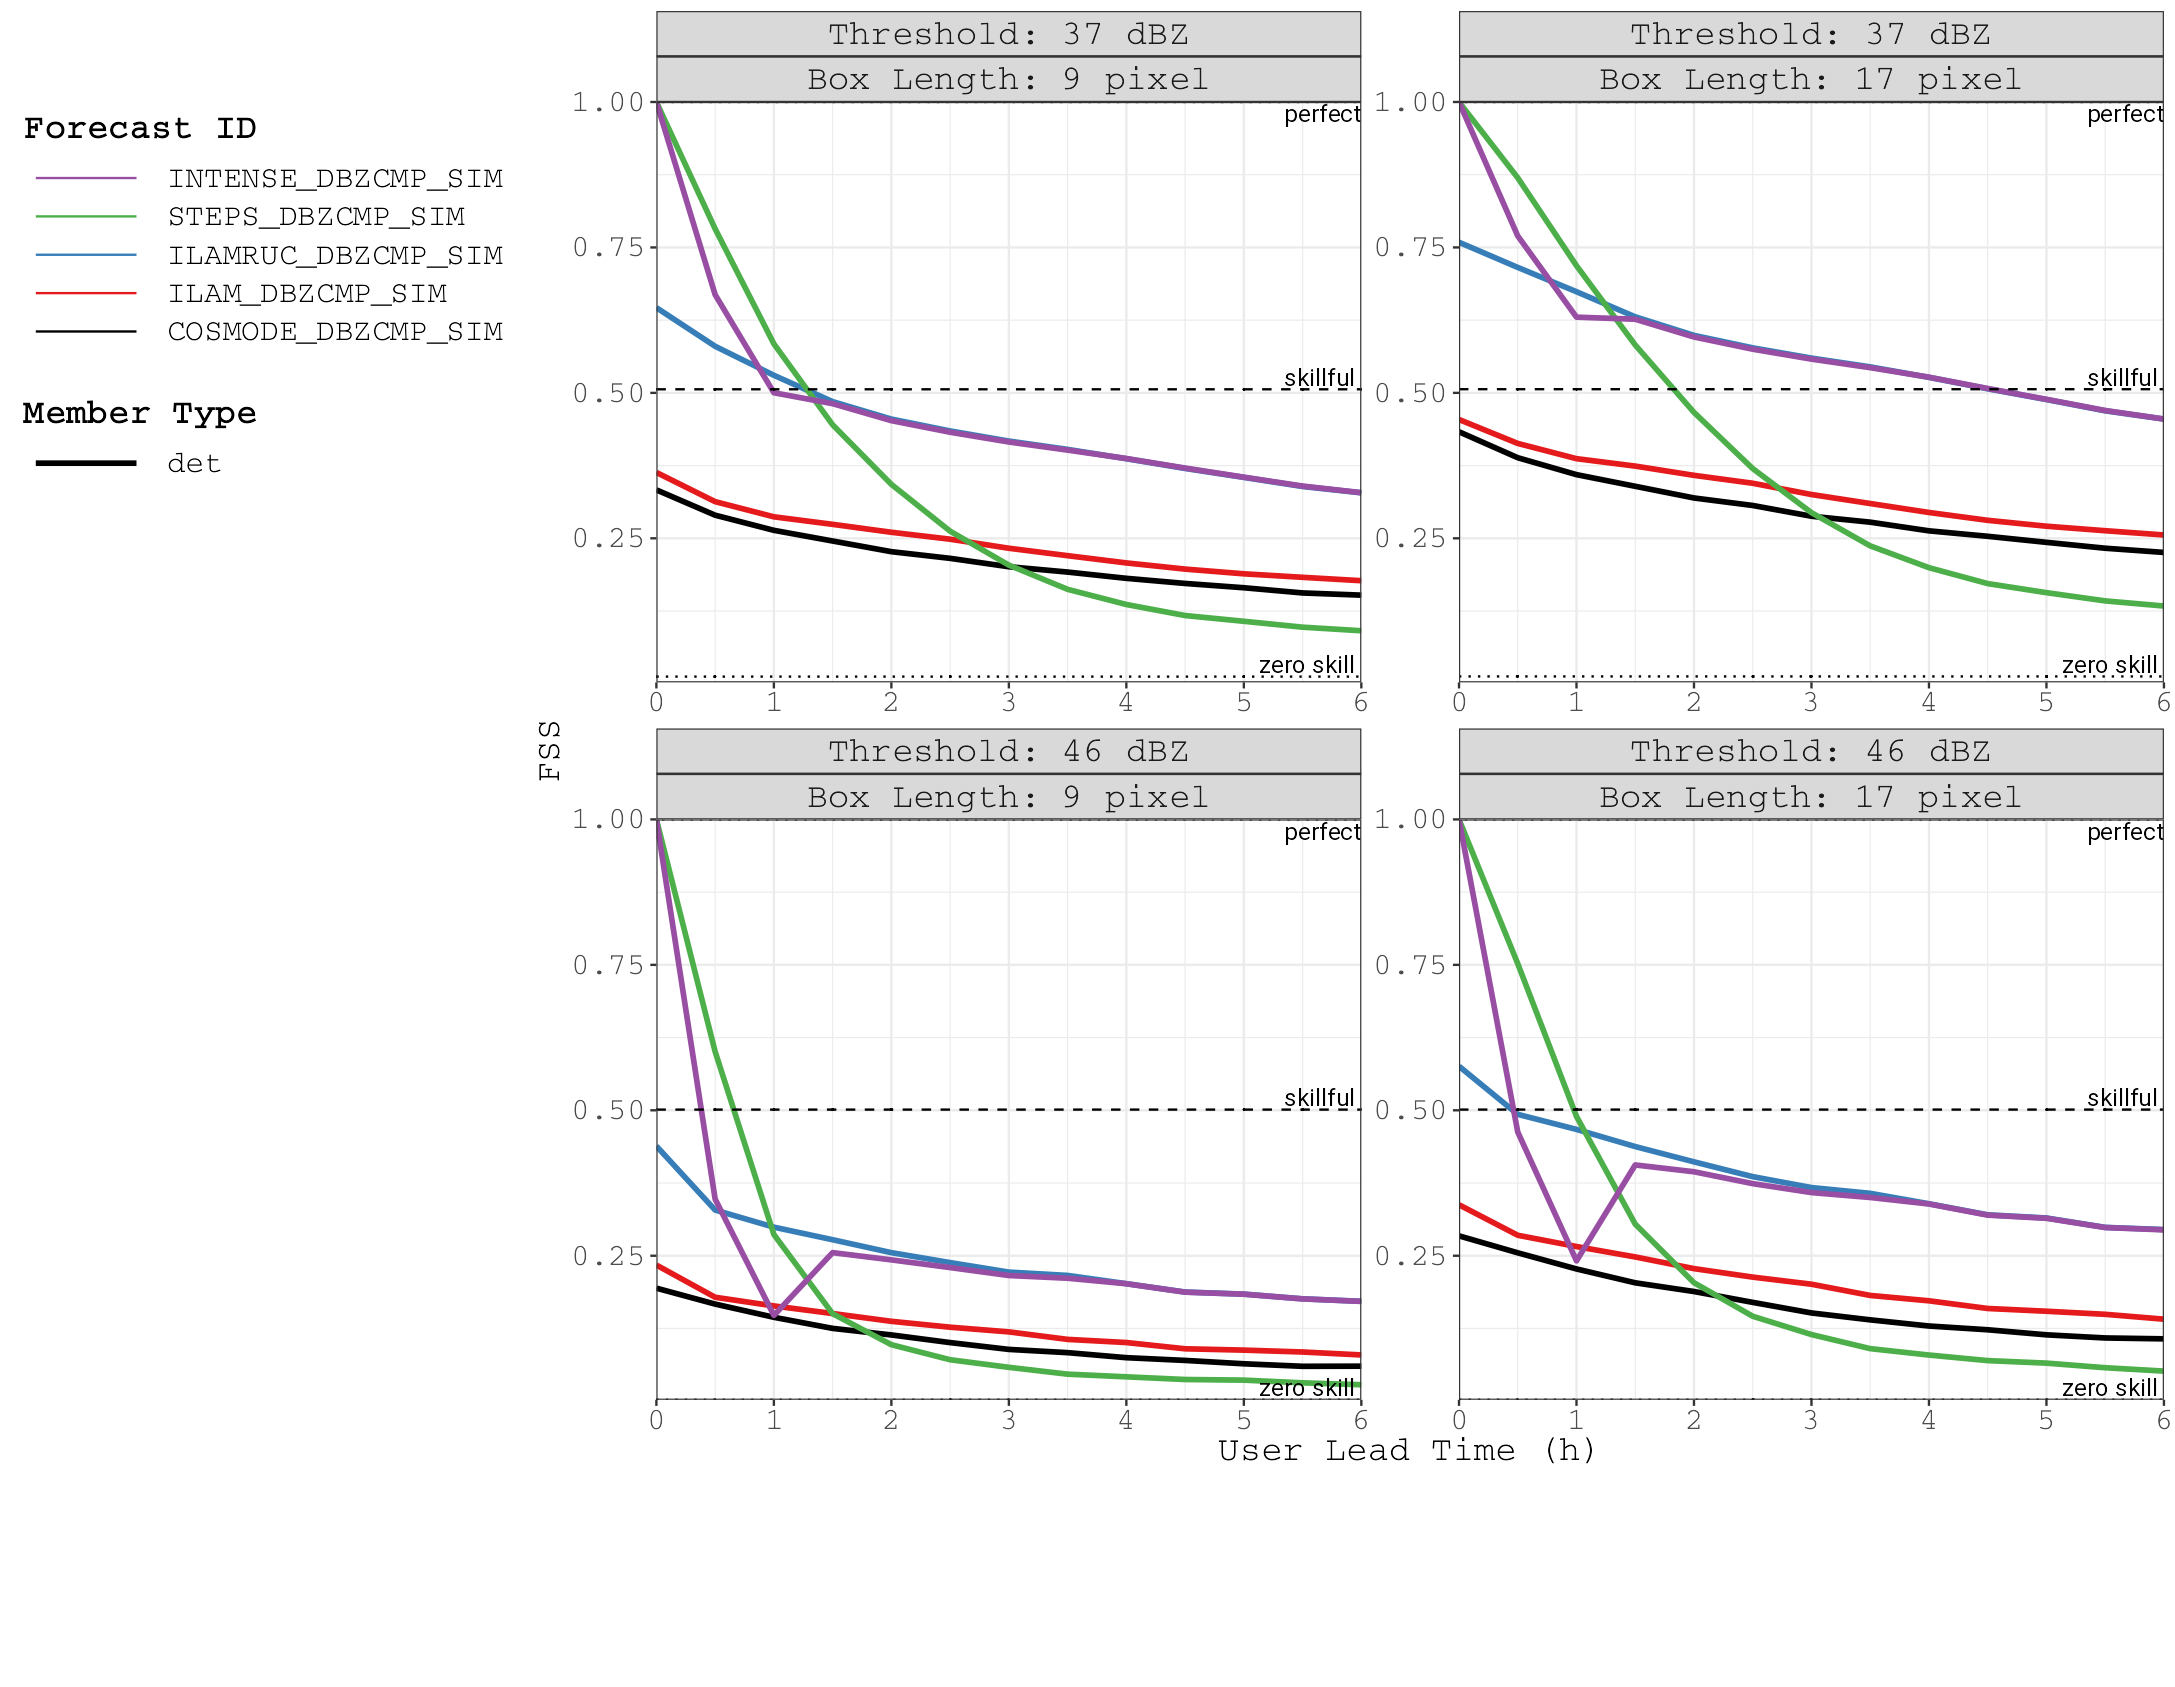 Forecast ID
INTENSE_DBZCMP_SIM
STEPS_DBZCMP_SIM
ILAMRUC_DBZCMP_SIM
ILAM_DBZCMP_SIM
COSMODE_DBZCMP_SIM
Member Type
det
FSS
Threshold: 37 dBZ
Box Length: 9 pixel
1.00
0.75
0.50
0.25
perfect
skillful
zero skill
0 1 2 3 4 5 6
Threshold: 37 dBZ
Box Length: 17 pixel
1.00
0.75
0.50
0.25
perfect
skillful
zero skill
0 1 2 3 4 5 6
Threshold: 46 dBZ
Box Length: 9 pixel
1.00
0.75
0.50
0.25
perfect
skillful
zero skill
0 1 2 3 4 5 6
Threshold: 46 dBZ
Box Length: 17 pixel
1.00
0.75
0.50
0.25
perfect
skillful
zero skill
0 1 2 3 4 5 6
User Lead Time (h)